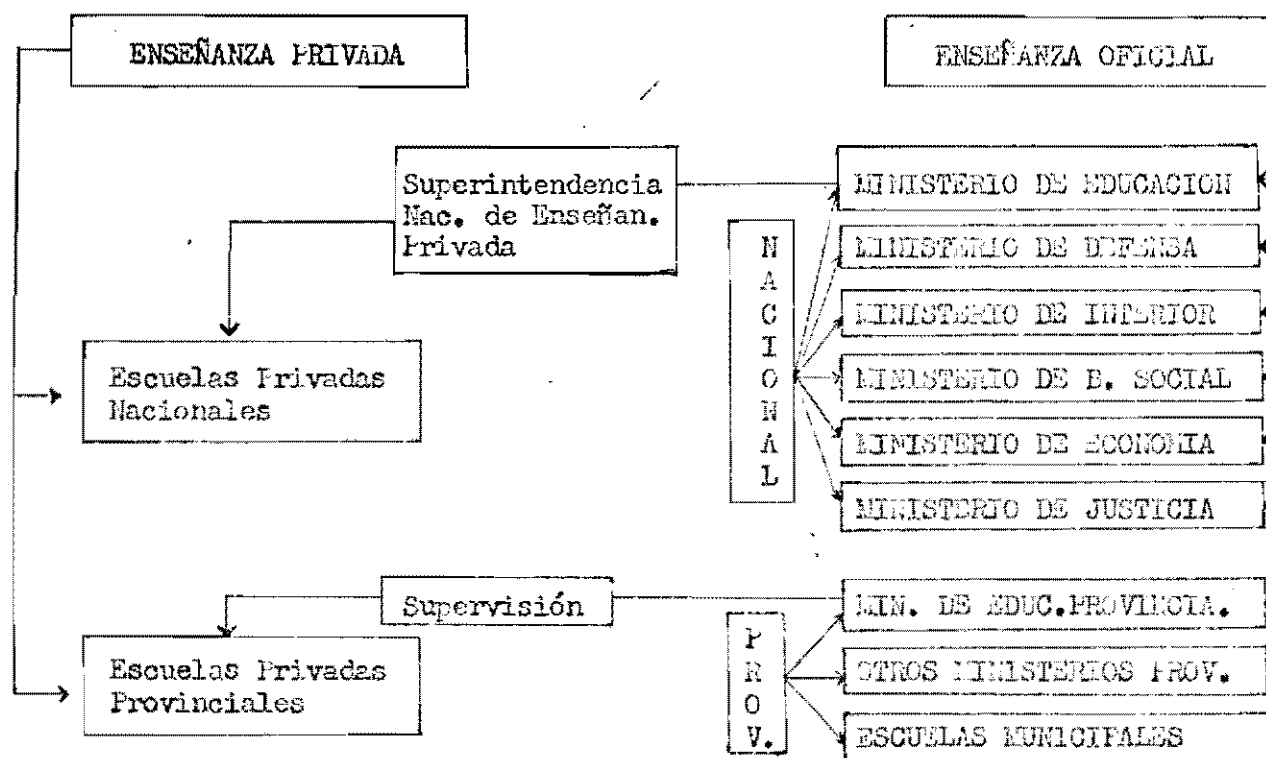 ENSEÑANZA PRIVADA
ENSEÑANZA OFICIAL
Superintendencia
Nac. de Enseñan.
Privada
Escuelas Privadas
Nacionales
NACIONAL
MINISTERIO DE EDUCACION
MINISTERIO DE DEFENSA
MINISTERIO DE INTERIOR
MINISTERIO DE B. SOCIAL
MINISTERIO DE ECONOMIA
MINISTERIO DE JUSTICIA
Supervisión
Escuelas Privadas
Provinciales
PROV.
MIN. DE EDUC.PROVINCIA.
OTROS MINISTERIOS PROV.
ESCUELAS MUNICIPALES